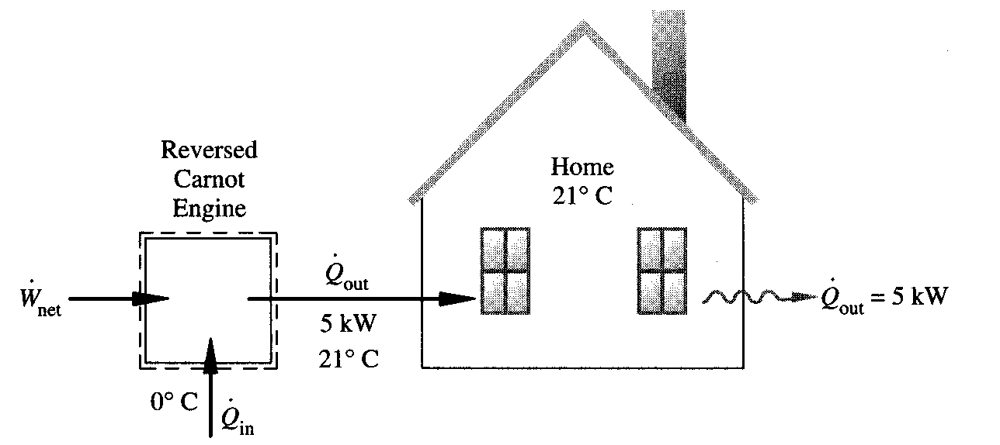 Reversed
Carnot
Engine
Home
21° C
Ẇnet
Q̇out
5 kW
21° C
Q̇out = 5 kW
0° C
Q̇in